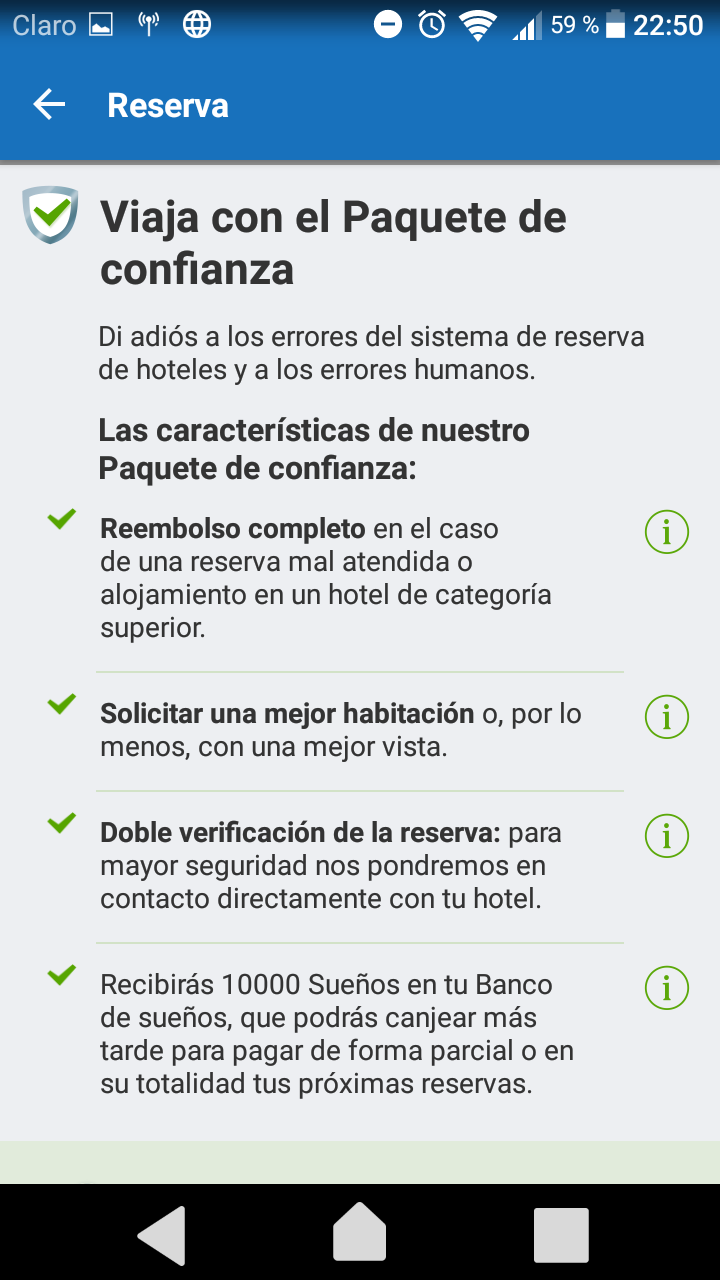 Claro 59 % 22:50
Reserva
Viaja con el Paquete de
confianza
Di adiós a los errores del sistema de reserva
de hoteles y a los errores humanos.
Las características de nuestro
Paquete de confianza:
Reembolso completo en el caso
de una reserva mal atendida o
alojamiento en un hotel de categoría
superior.
Solicitar una mejor habitación o, por lo
menos, con una mejor vista.
Doble verificación de la reserva: para
mayor seguridad nos pondremos en
contacto directamente con tu hotel.
Recibirás 10000 Sueños en tu Banco
de sueños, que podrás canjear más
tarde para pagar de forma parcial o en
su totalidad tus próximas reservas.